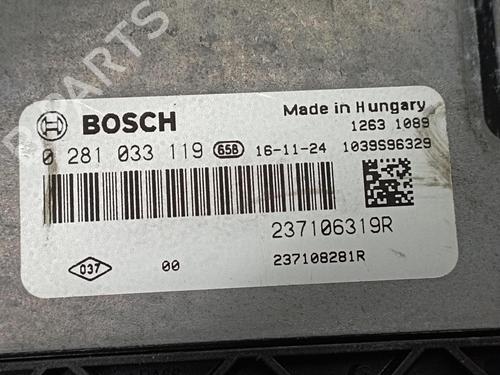 B-PARTS
BOSCH
Made in Hungary
1263 1089
0 281 033 119 658 16-11-24 1039S96329
237106319R
037 00 237108281R